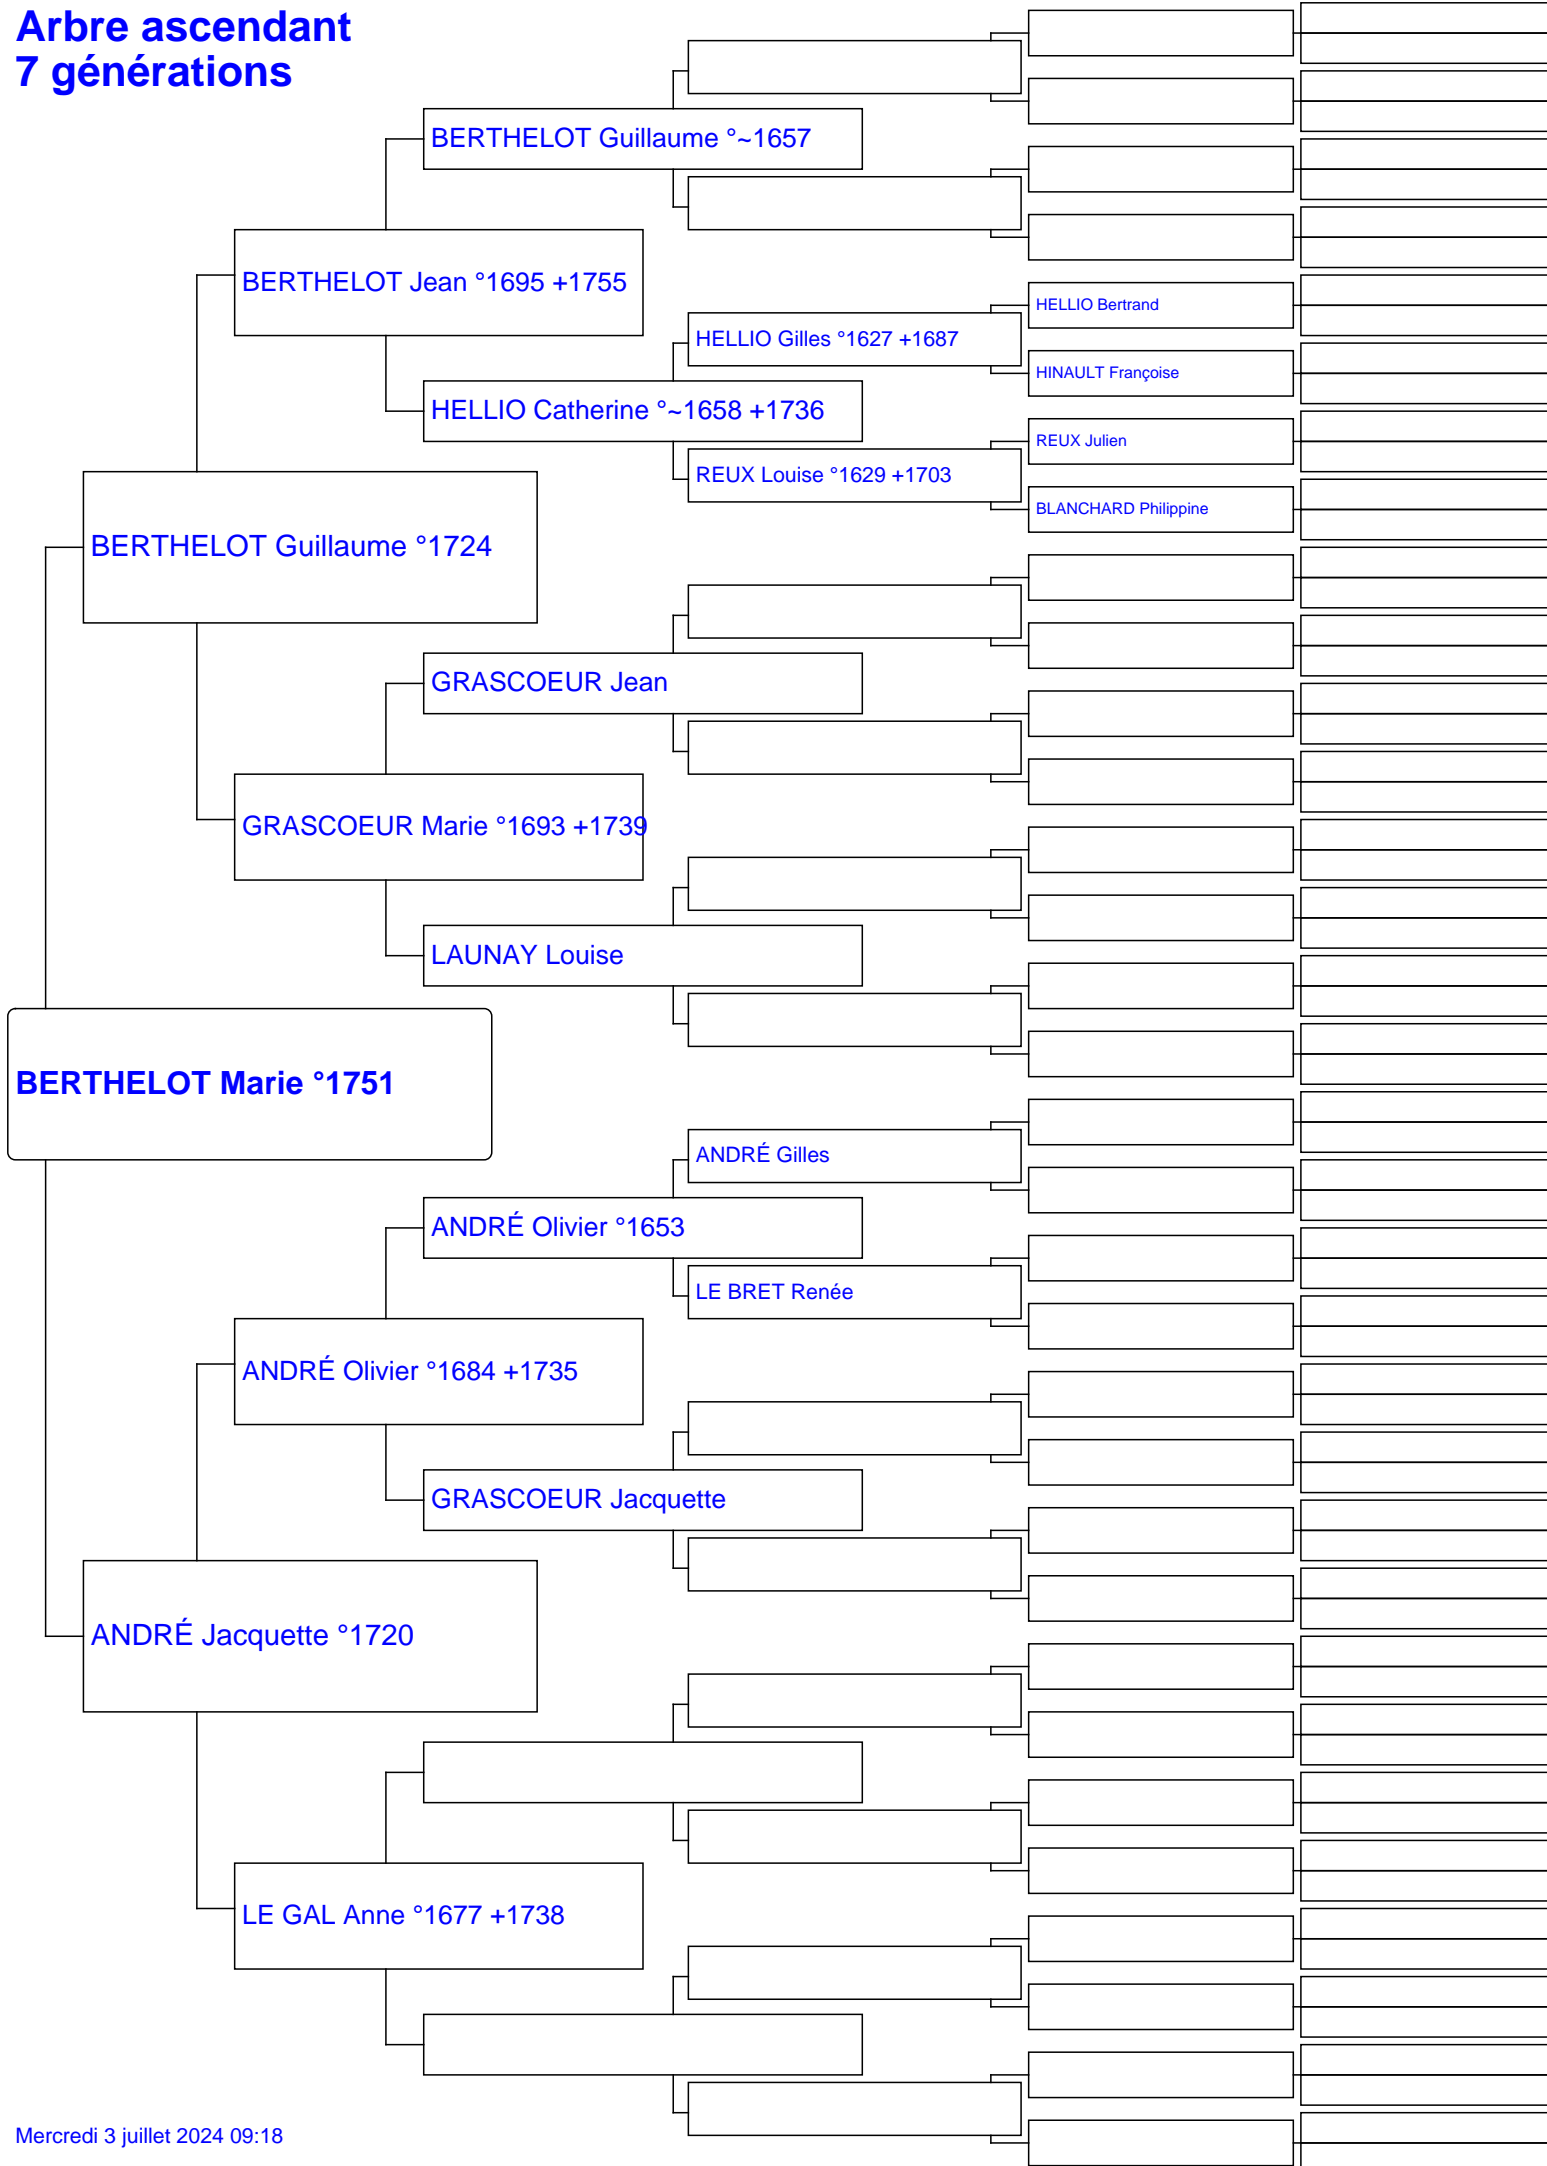 Arbre ascendant
7 générations
BERTHELOT Guillaume °~1657
BERTHELOT Jean °1695 +1755
HELLIO Bertrand
HELLIO Gilles °1627 +1687
HINAULT Françoise
HELLIO Catherine °~1658 +1736
REUX Julien
REUX Louise °1629 +1703
BLANCHARD Philippine
BERTHELOT Guillaume °1724
GRASCOEUR Jean
GRASCOEUR Marie °1693 +1739
LAUNAY Louise
BERTHELOT Marie °1751
ANDRÉ Gilles
ANDRÉ Olivier °1653
LE BRET Renée
ANDRÉ Olivier °1684 +1735
GRASCOEUR Jacquette
ANDRÉ Jacquette °1720
LE GAL Anne °1677 +1738
Mercredi 3 juillet 2024 09:18